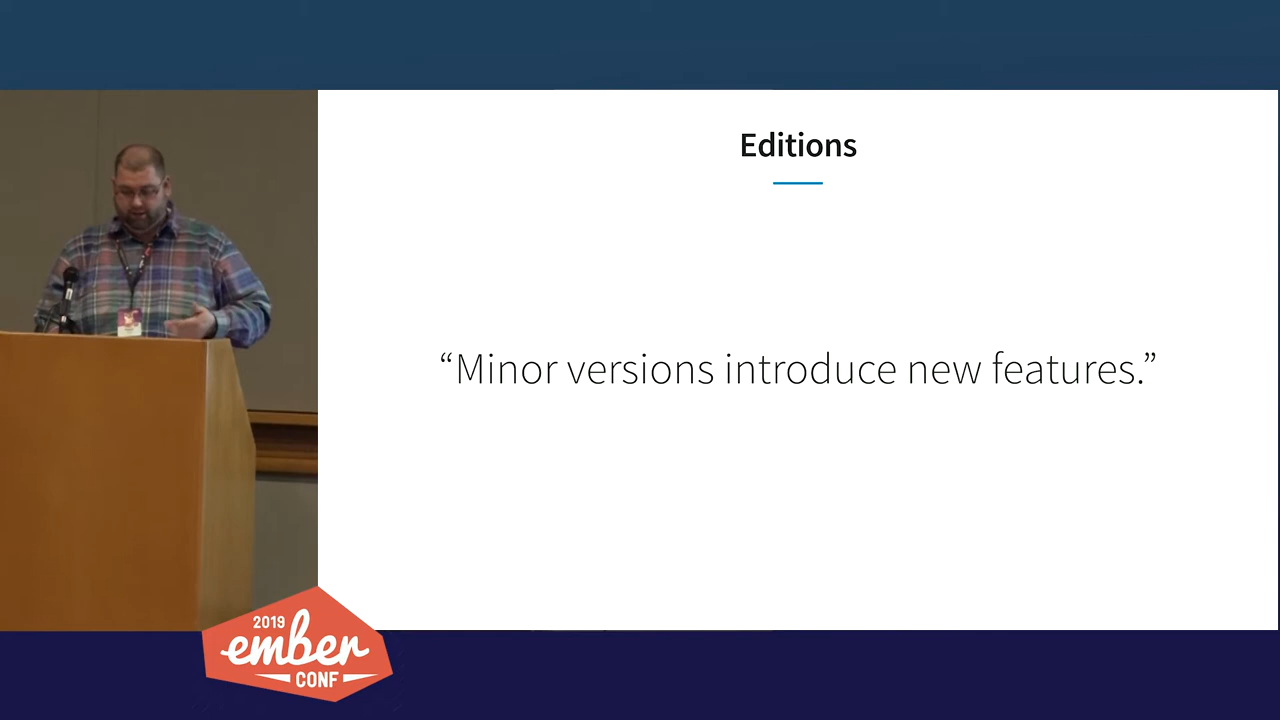 Editions
“Minor versions introduce new features.”
2019
ember
CONF